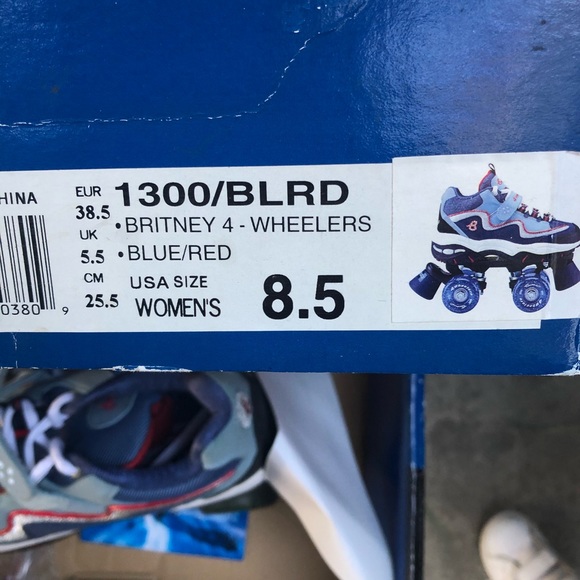 HINA
EUR 1300/BLRD
38.5 •BRITNEY 4 - WHEELERS
UK
5.5 •BLUE/RED
CM USA SIZE
25.5 WOMEN'S 8.5
0380 9